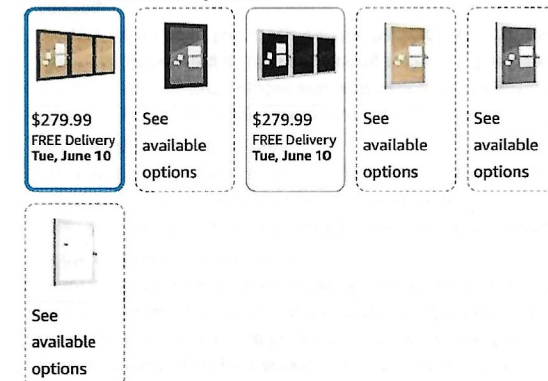 $279.99
FREE Delivery
Tue, June 10
See
available
options
$279.99
FREE Delivery
Tue, June 10
See
available
options
See
available
options
See
available
options